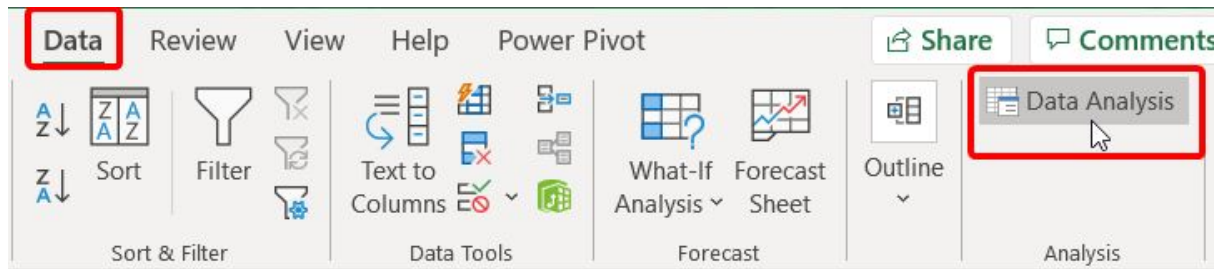 Data Review View Help Power Pivot Share Comments
Sort
Filter
Text to
Columns
What-If
Analysis
Forecast
Sheet
Outline
Data Analysis
Sort & Filter
Data Tools
Forecast
Analysis